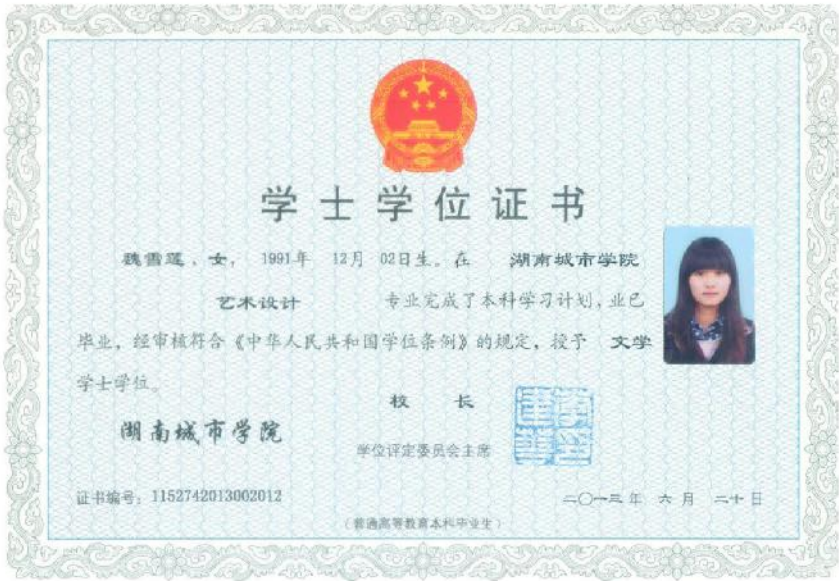 学士学位证书
魏雪莲，女， 1991年 12月 02日生。在 湖南城市学院
艺术设计 专业完成了本科学习计划，业已
毕业，经审核符合《中华人民共和国学位条例》的规定，授予 文学
学士学位。
校 长
湖南城市学院
学位评定委员会主席
证书编号：1152742013002012
二〇一三年 六月 二十日
（普通高等教育本科毕业生）